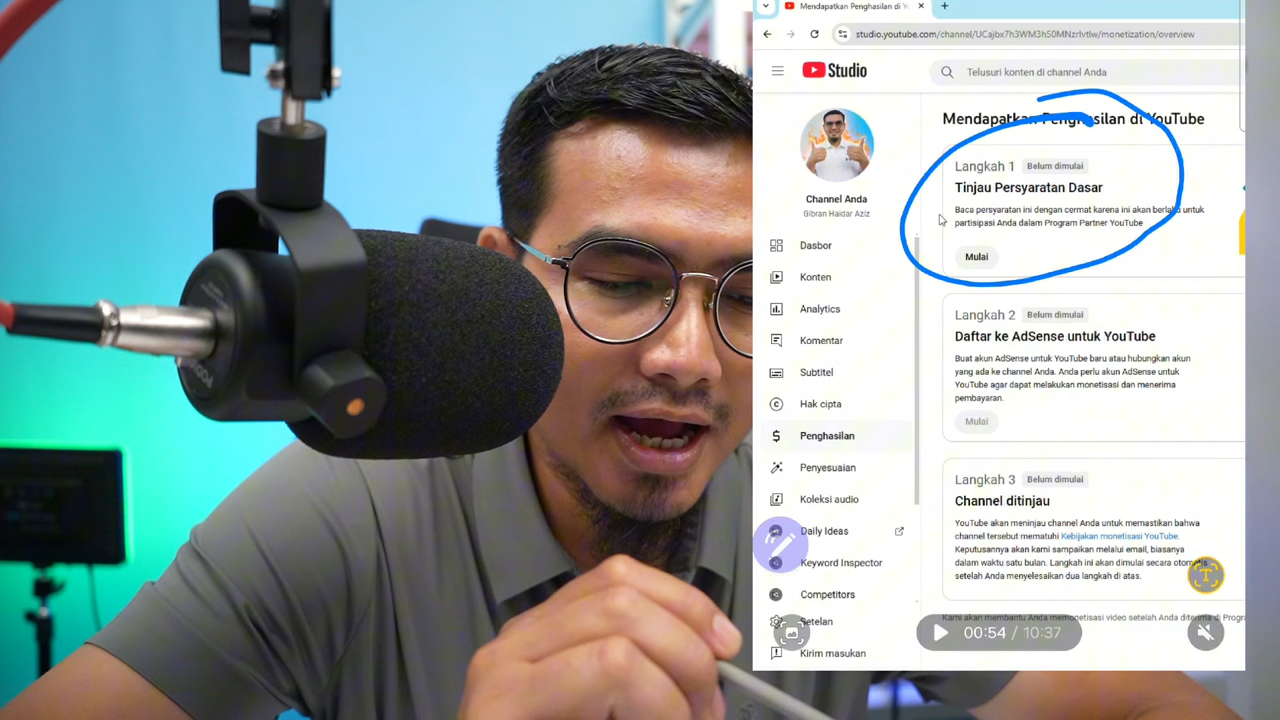 Mendapatkan Penghasilan di Yo
studio.youtube.com/channel/UCajbx7h3WM3h50MNzrIvtIw/monetization/overview
Studio
Telusuri konten di channel Anda
Mendapatkan Penghasilan di YouTube
Channel Anda
Gibran Haidar Aziz
Dasbor
Konten
Analytics
Komentar
Subtitel
Hak cipta
Penghasilan
Penyesuaian
Koleksi audio
Daily Ideas
Keyword Inspector
Competitors
Setelan
Kirim masukan
Langkah 1 Belum dimulai
Tinjau Persyaratan Dasar
Baca persyaratan ini dengan cermat karena ini akan berlaku untuk
partisipasi Anda dalam Program Partner YouTube
Mulai
Langkah 2 Belum dimulai
Daftar ke AdSense untuk YouTube
Buat akun AdSense untuk YouTube baru atau hubungkan akun
yang ada ke channel Anda. Anda perlu akun AdSense untuk
YouTube agar dapat melakukan monetisasi dan menerima
pembayaran.
Mulai
Langkah 3 Belum dimulai
Channel ditinjau
YouTube akan meninjau channel Anda untuk memastikan bahwa
channel tersebut mematuhi Kebijakan monetisasi YouTube.
Keputusannya akan kami sampaikan melalui email, biasanya
dalam waktu satu bulan. Langkah ini akan dimulai secara otomatis
setelah Anda menyelesaikan dua langkah di atas.
Kami akan membantu Anda memonetisasi video setelah Anda diterima di Progra
00:54 / 10:37
T